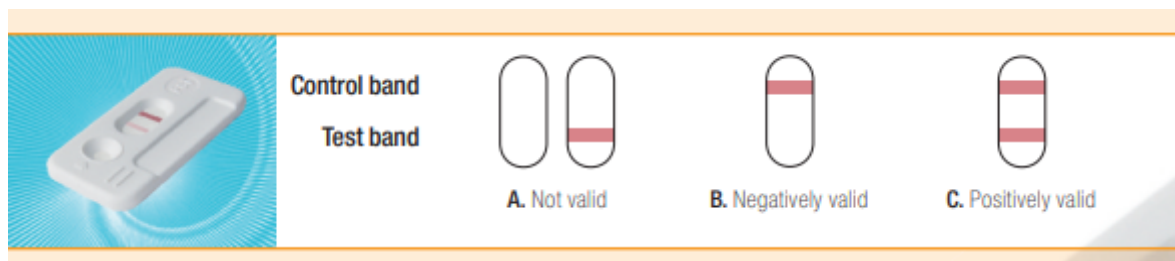 Control band
Test band
A. Not valid
B. Negatively valid
C. Positively valid